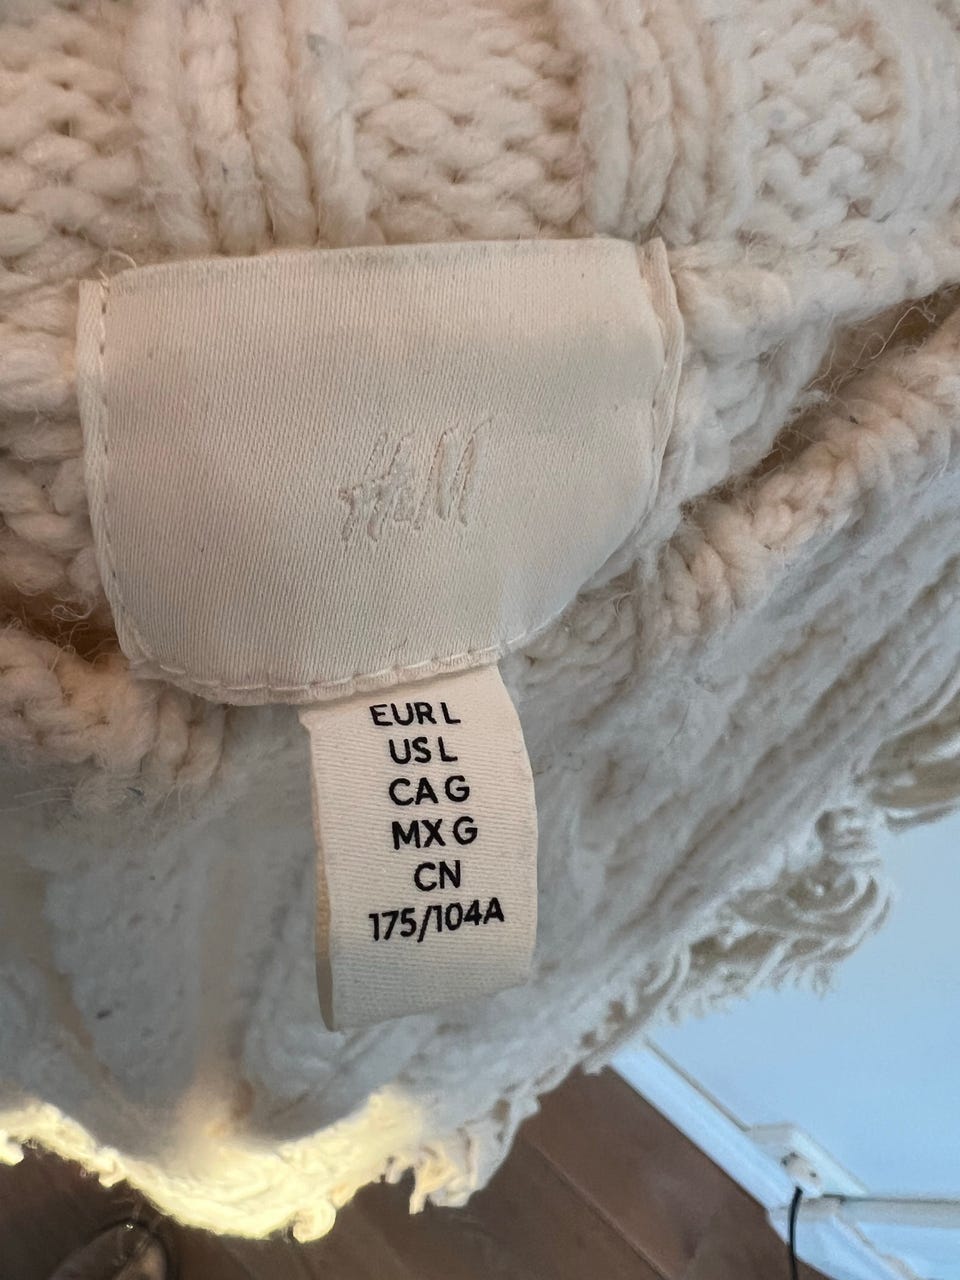 H&M
EUR L
US L
CA G
MX G
CN
175/104A